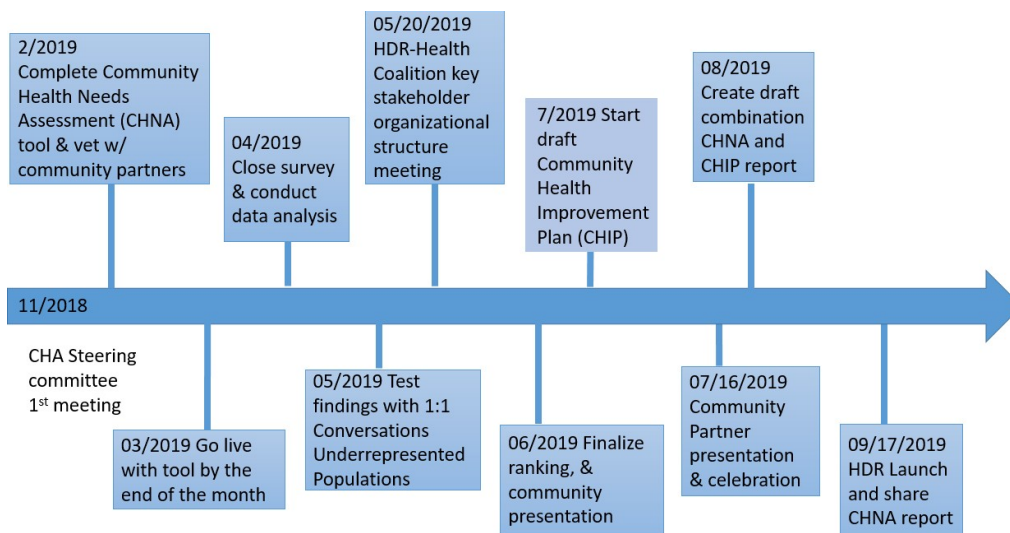 2/2019
Complete Community
Health Needs
Assessment (CHNA)
tool & vet w/
community partners
04/2019
Close survey
& conduct
data analysis
05/20/2019
HDR-Health
Coalition key
stakeholder
organizational
structure
meeting
7/2019 Start
draft
Community
Health
Improvement
Plan (CHIP)
08/2019
Create draft
combination
CHNA and
CHIP report
11/2018
CHA Steering
committee
1st meeting
03/2019 Go live
with tool by the
end of the month
05/2019 Test
findings with 1:1
Conversations
Underrepresented
Populations
06/2019 Finalize
ranking, &
community
presentation
07/16/2019
Community
Partner
presentation
& celebration
09/17/2019
HDR Launch
and share
CHNA report